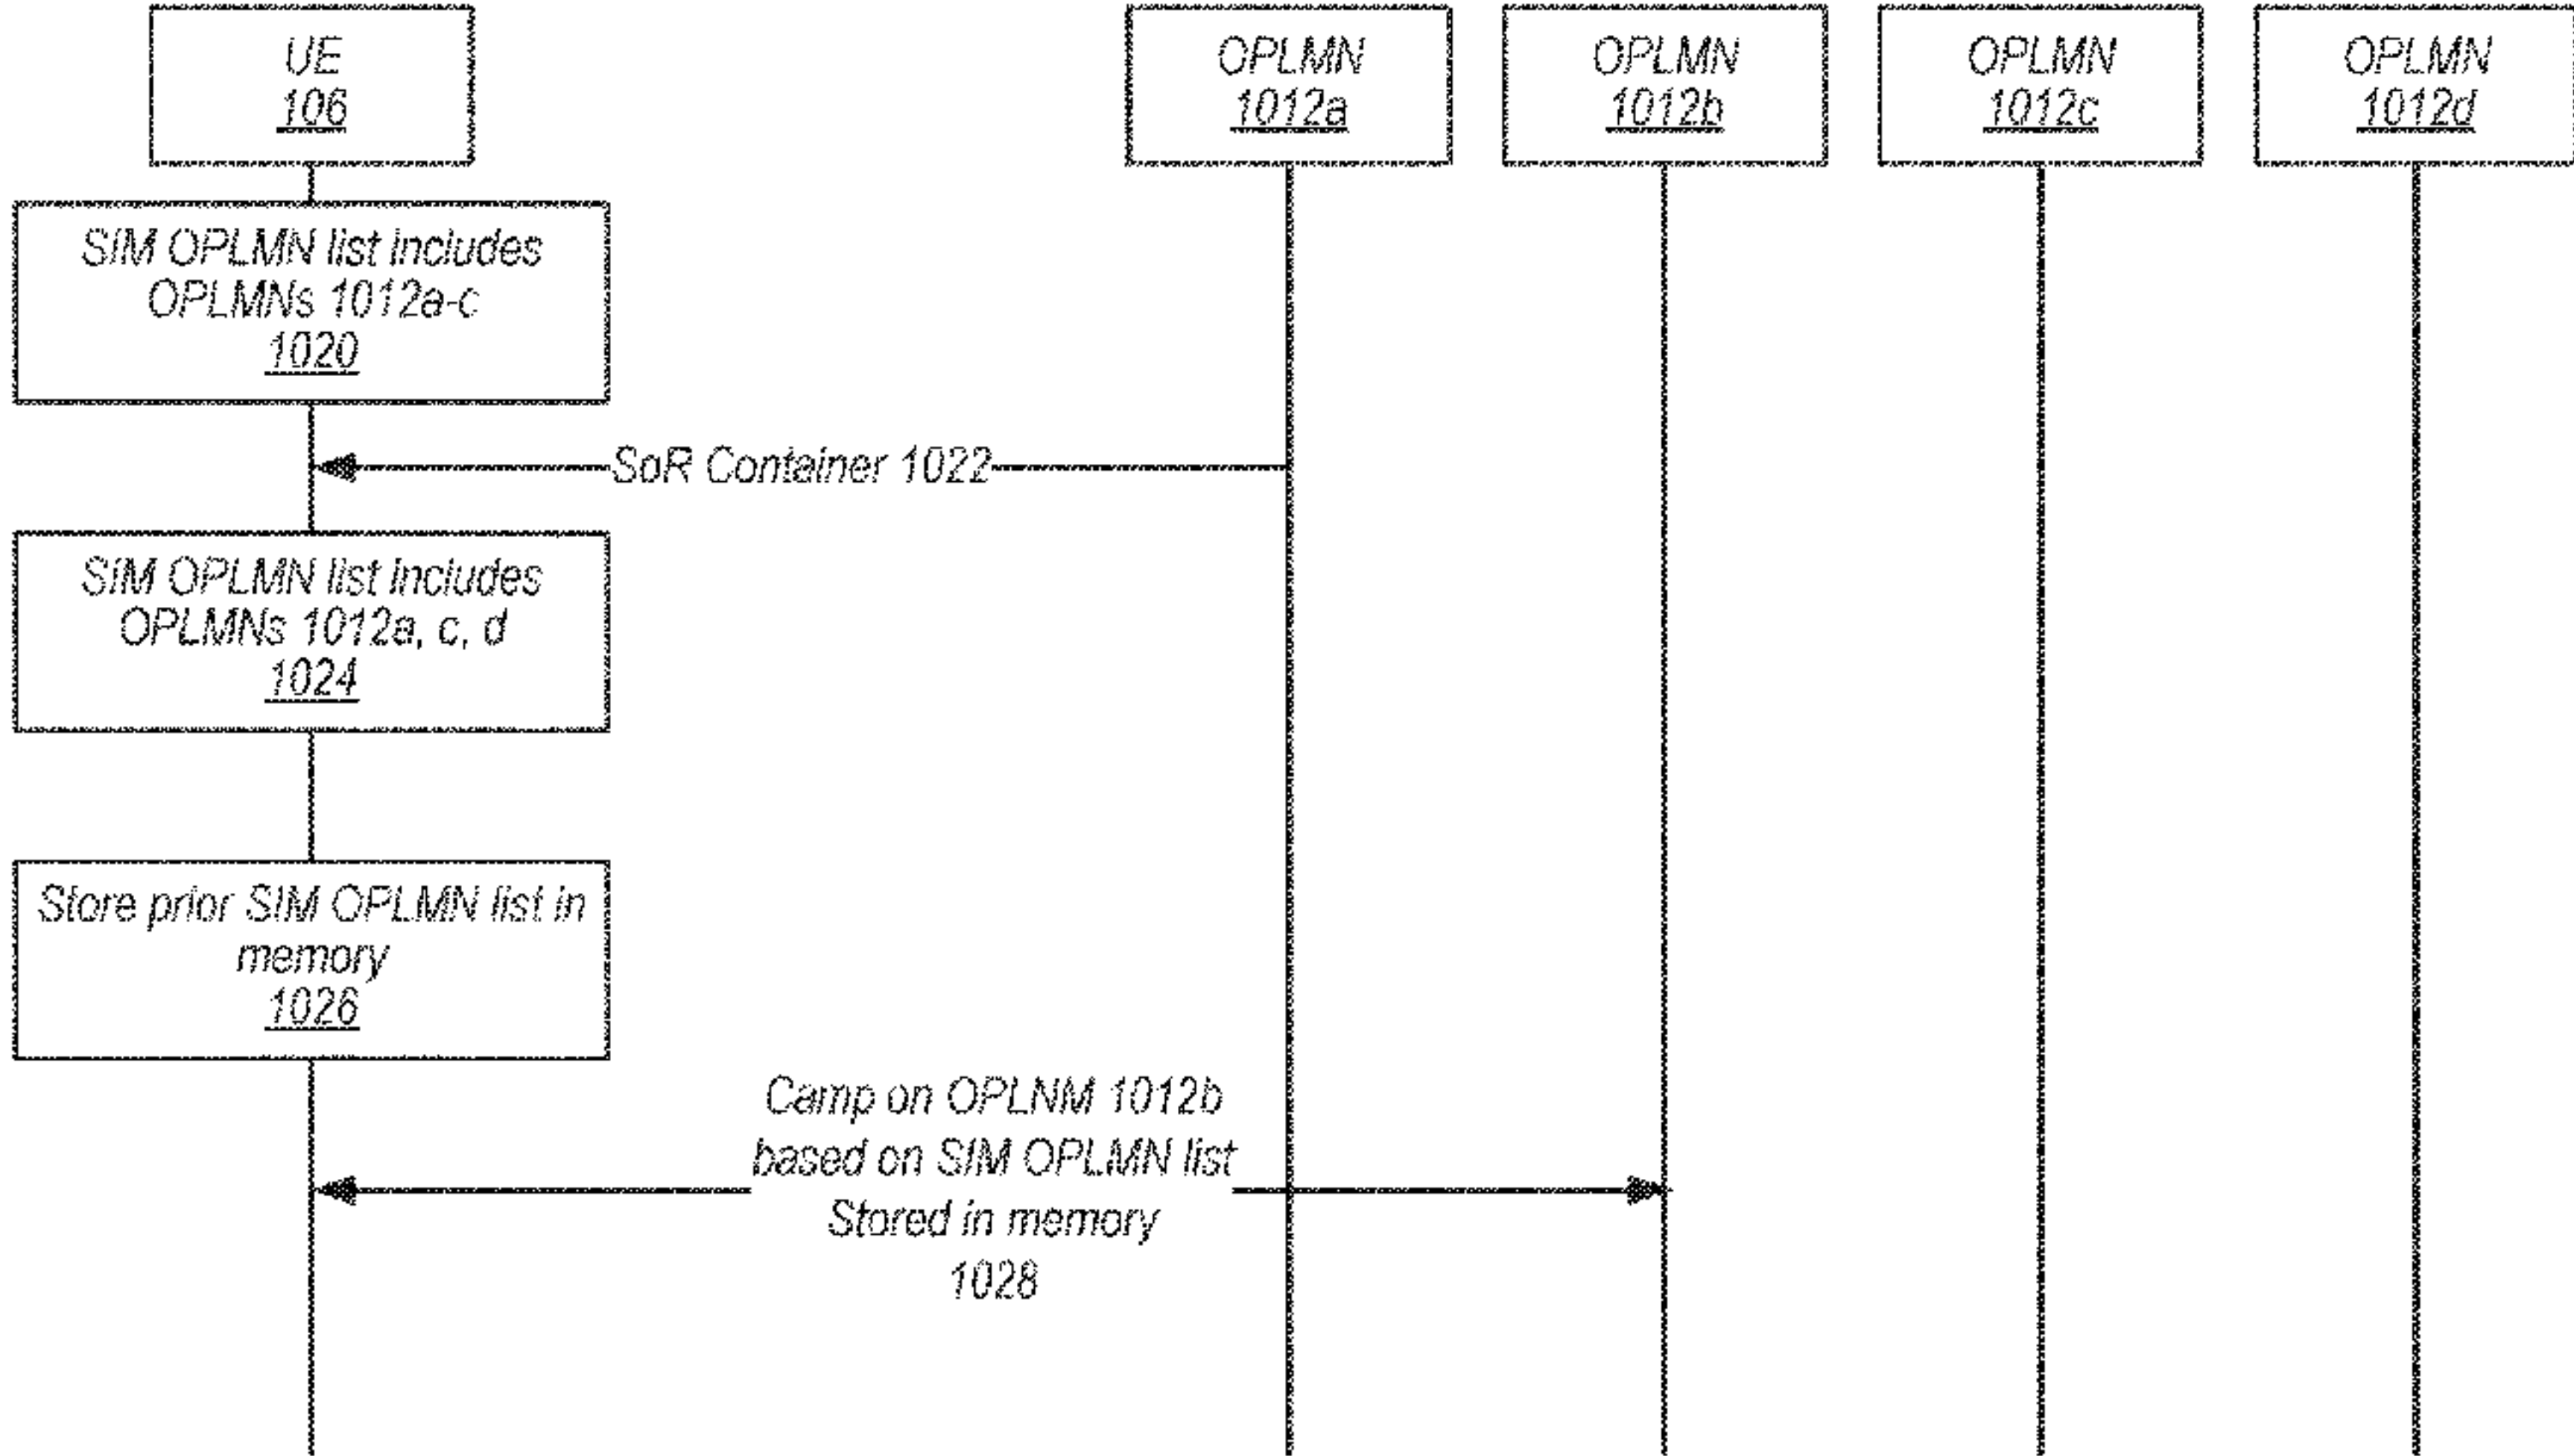 UE
106
OPLMN
1012a
OPLMN
1012b
OPLMN
1012c
OPLMN
1012d
SIM OPLMN list includes
OPLMNs 1012a-c
1020
SoR Container 1022
SIM OPLMN list includes
OPLMNs 1012a, c, d
1024
Store prior SIM OPLMN list in
memory
1026
Camp on OPLNM 1012b
based on SIM OPLMN list
Stored in memory
1028